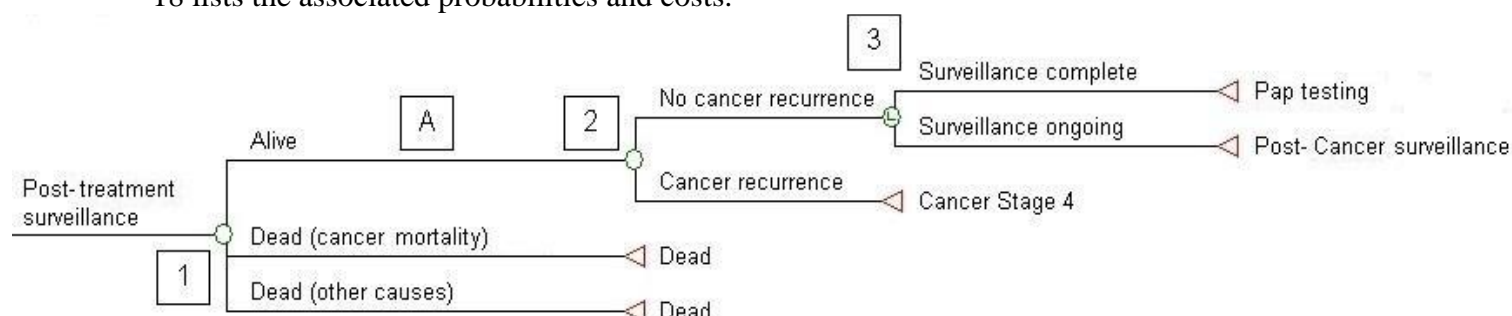 18 lists the associated probabilities and costs.
3
Surveillance complete
Pap testing
No cancer recurrence
A
2
Surveillance ongoing
Post- Cancer surveillance
Alive
Post-treatment
surveillance
Cancer recurrence
Cancer Stage 4
Dead (cancer mortality)
Dead
1
Dead (other causes)
Dead